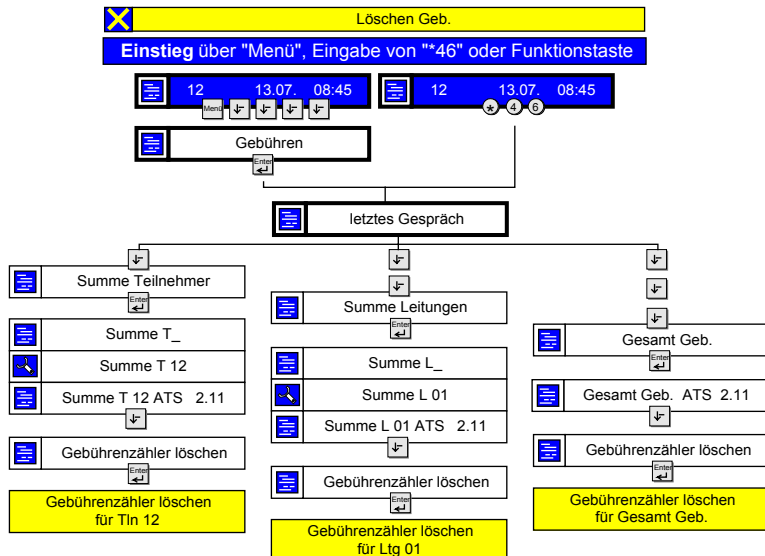 Löschen Geb.
Einstieg über "Menü", Eingabe von "*46" oder Funktionstaste
12 13.07. 08:45
Menü
12 13.07. 08:45
* 4 6
Gebühren
Enter
letztes Gespräch
Summe Teilnehmer
Enter
Summe T_
Summe T 12
Summe T 12 ATS 2.11
Gebührenzähler löschen
Enter
Gebührenzähler löschen
für Tln 12
Summe Leitungen
Enter
Summe L_
Summe L 01
Summe L 01 ATS 2.11
Gebührenzähler löschen
Enter
Gebührenzähler löschen
für Ltg 01
Gesamt Geb.
Enter
Gesamt Geb. ATS 2.11
Gebührenzähler löschen
Enter
Gebührenzähler löschen
für Gesamt Geb.